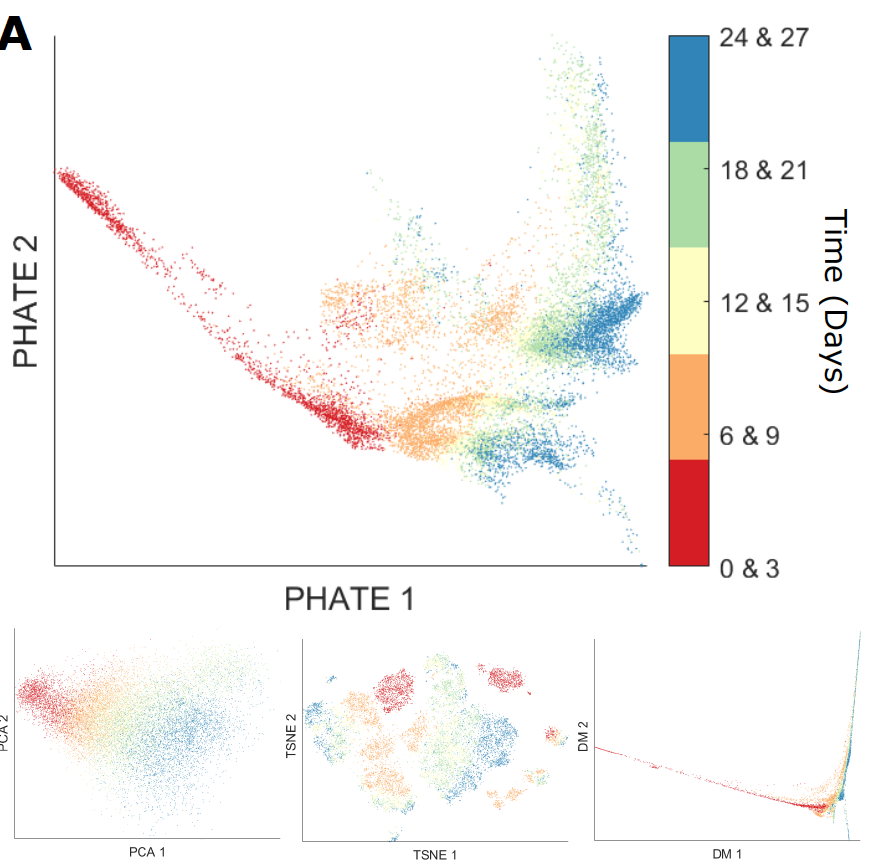 A
PHATE 2
PHATE 1
24 & 27
18 & 21
12 & 15
6 & 9
0 & 3
Time (Days)
PCA 2
PCA 1
TSNE 2
TSNE 1
DM 2
DM 1